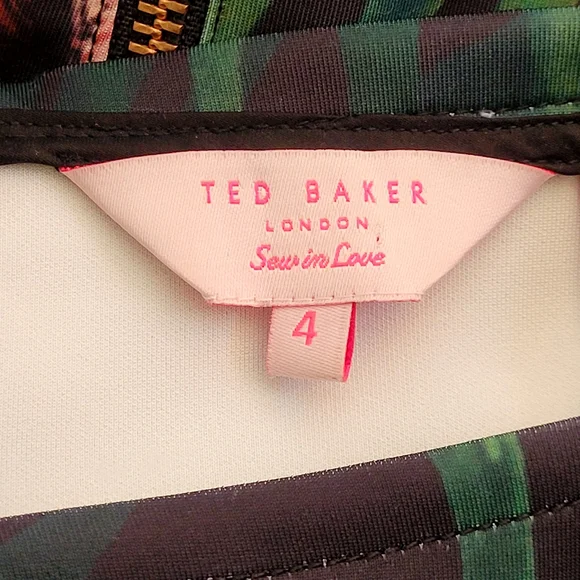 TED BAKER
LONDON
Sew in Love
4